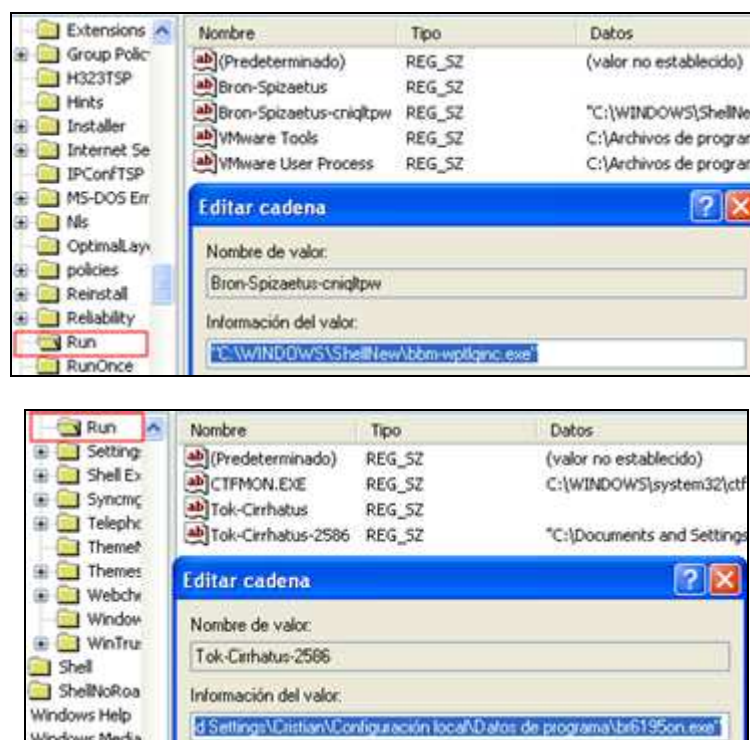 Extensions
Group Polic
H323TSP
Hints
Installer
Internet Se
IPConfTSP
MS-DOS Em
Nls
OptimalLay
policies
Reinstall
Reliability
Run
RunOnce
Nombre Tipo Datos
(Predeterminado) REG_SZ (valor no establecido)
Bron-Spizaetus REG_SZ
Bron-Spizaetus-cniqltpw REG_SZ "C:\WINDOWS\ShellNe
VMware Tools REG_SZ C:\Archivos de prograr
VMware User Process REG_SZ C:\Archivos de prograr
Editar cadena
Nombre de valor:
Bron-Spizaetus-cniqltpw
Información del valor:
"C:\WINDOWS\ShellNew\bbm-wptlqinc.exe"
Run
Setting
Shell Ex
Syncmg
Telepho
ThemeM
Themes
Webche
Window
WinTru
Shell
ShellNoRoa
Windows Help
Windows Media
Nombre Tipo Datos
(Predeterminado) REG_SZ (valor no establecido)
CTFMON.EXE REG_SZ C:\WINDOWS\system32\ctf
Tok-Cirrhatus REG_SZ
Tok-Cirrhatus-2586 REG_SZ "C:\Documents and Settings
Editar cadena
Nombre de valor:
Tok-Cirrhatus-2586
Información del valor:
d Settings\Cristian\Configuración local\Datos de programa\br6195on.exe"